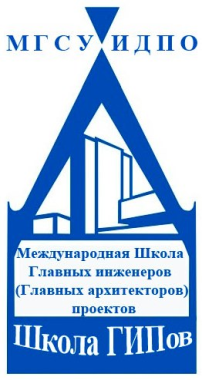 МГСУ ИДПО
Международная Школа
Главных инженеров
(Главных архитекторов)
проектов
Школа ГИПов